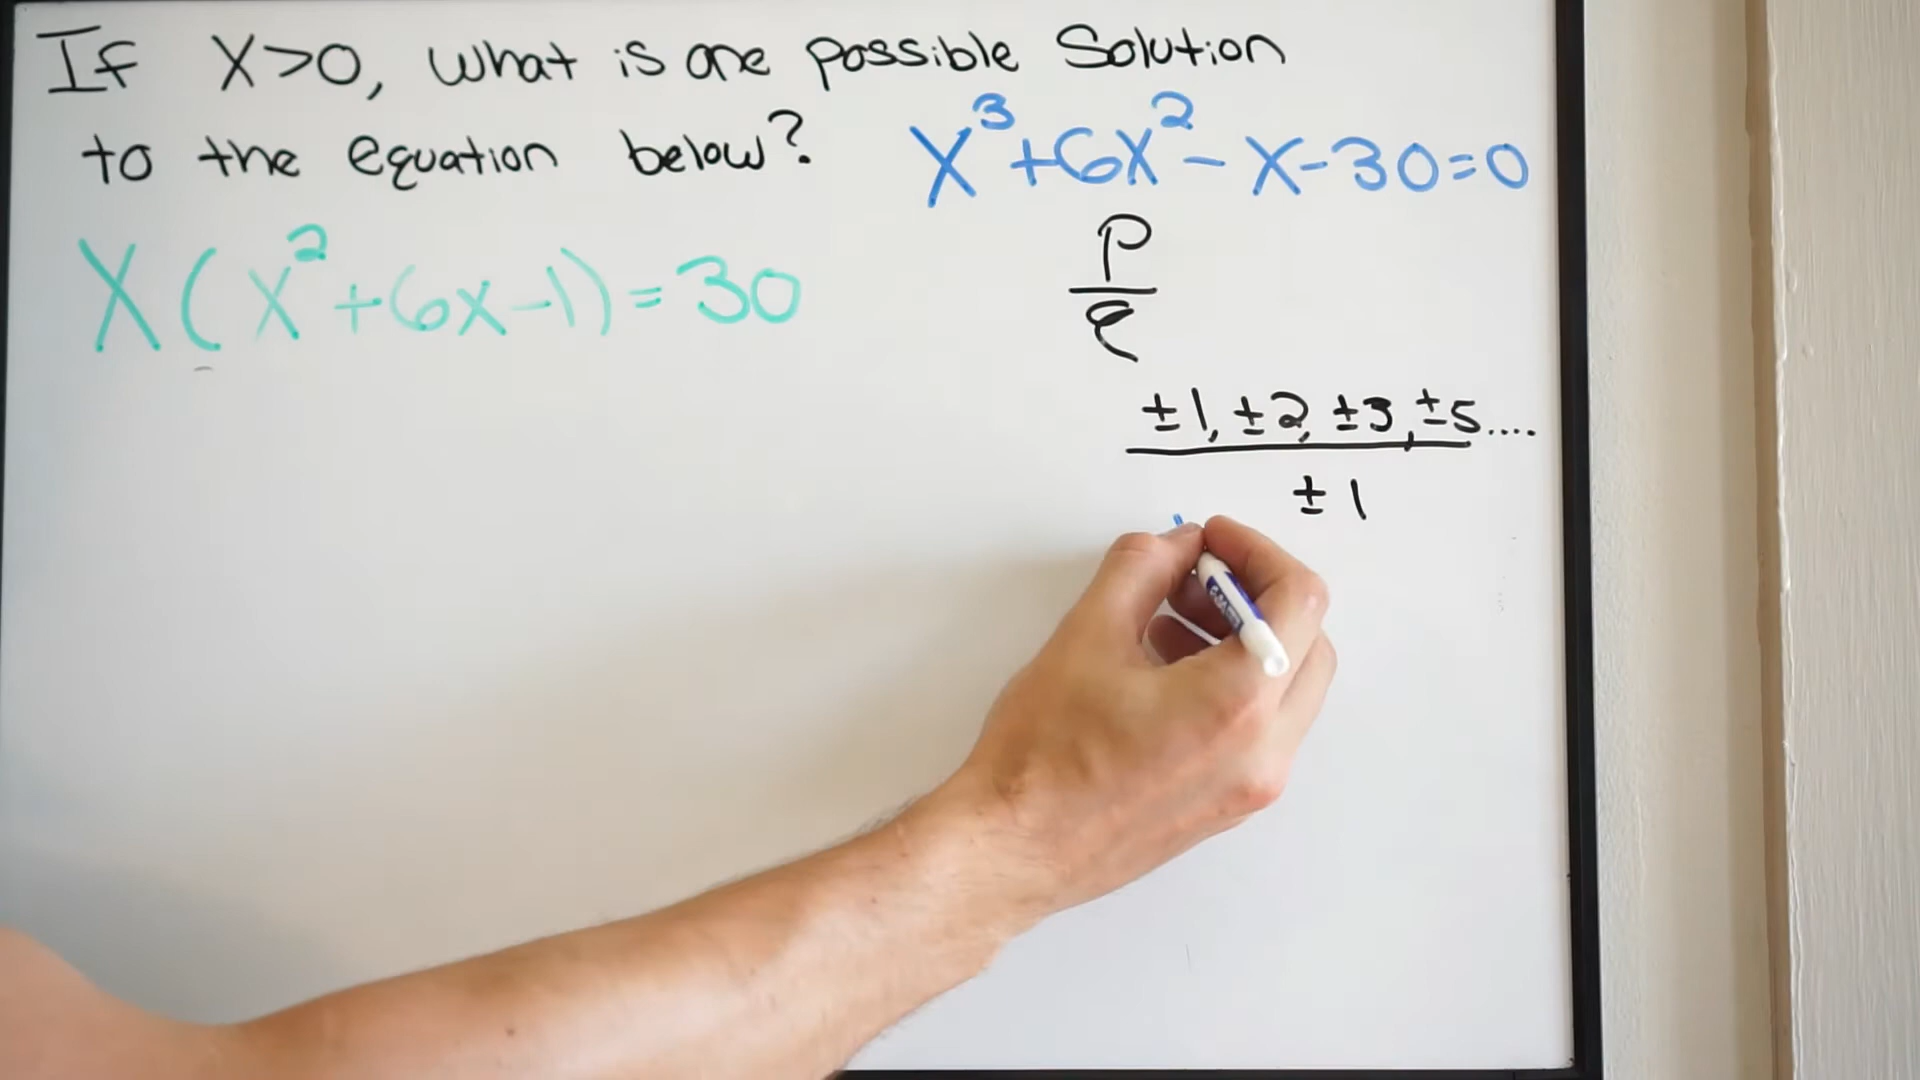 If X>0, what is one possible Solution
to the equation below?
X³+6X²-X-30=0
X(X²+6x-1)=30
P
q
±1, ±2, ±3, ±5....
±1